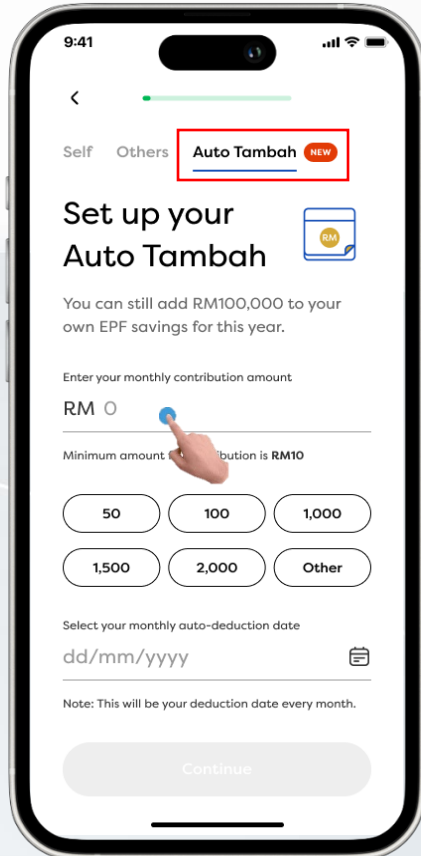 9:41
Self Others Auto Tambah NEW
Set up your
Auto Tambah
RM
You can still add RM100,000 to your
own EPF savings for this year.
Enter your monthly contribution amount
RM 0
Minimum amount ibution is RM10
50 100 1,000
1,500 2,000 Other
Select your monthly auto-deduction date
dd/mm/yyyy
Note: This will be your deduction date every month.
Continue